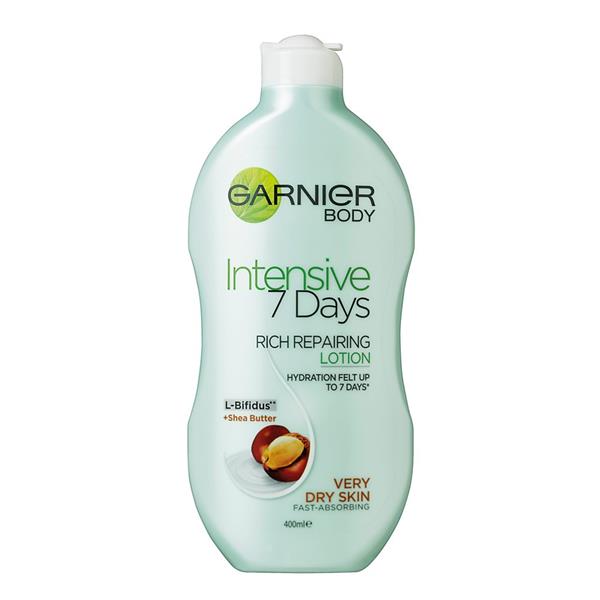 GARNIER
BODY
Intensive
7 Days
RICH REPAIRING
LOTION
HYDRATION FELT UP
TO 7 DAYS*
L-Bifidus**
+Shea Butter
VERY
DRY SKIN
FAST-ABSORBING
400ml℮